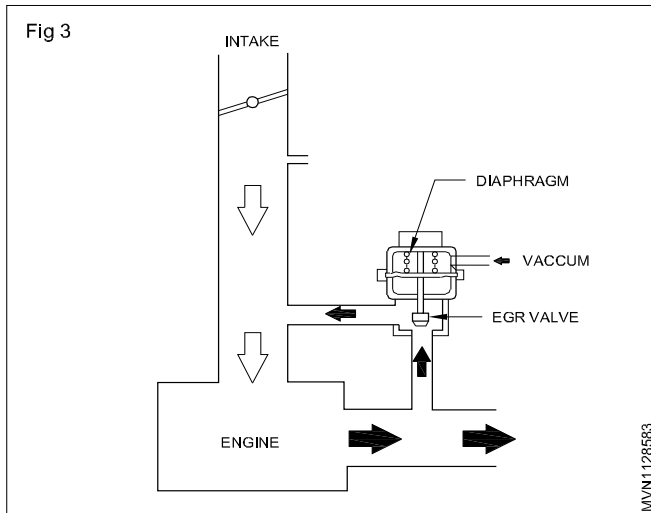 Fig 3
INTAKE
DIAPHRAGM
VACCUM
EGR VALVE
ENGINE
MVN1128583